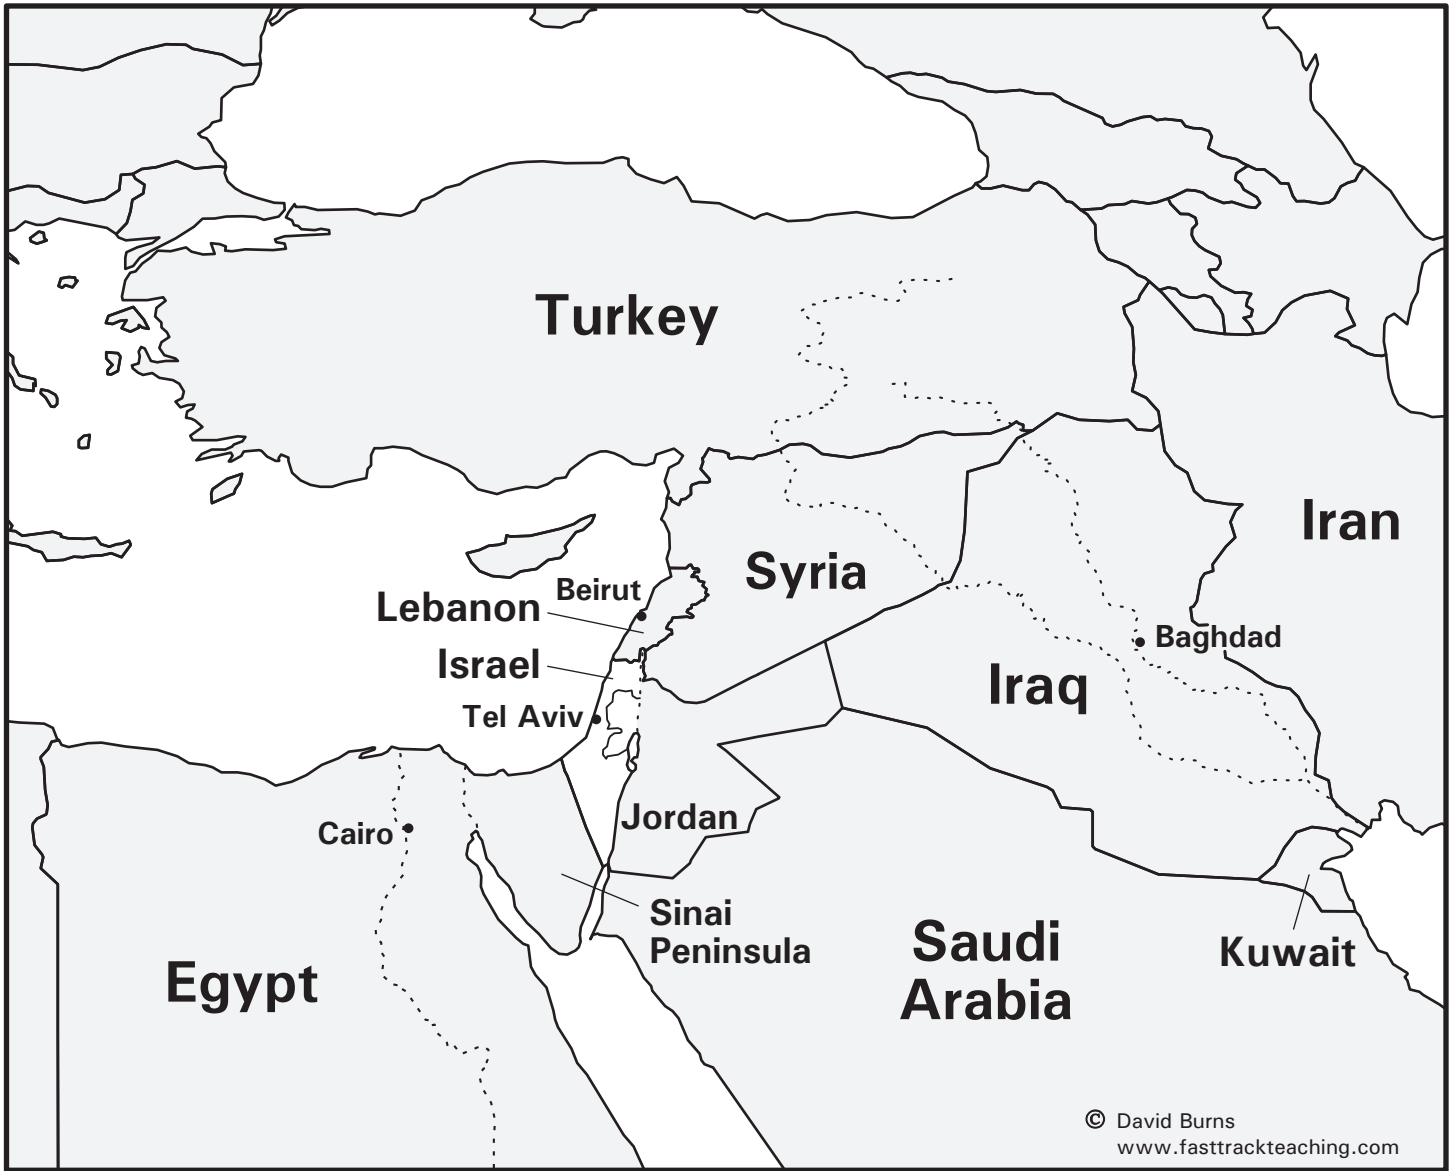 Turkey
Iran
Syria
Beirut
Lebanon
Baghdad
Israel
Iraq
Tel Aviv
Jordan
Cairo
Sinai
Peninsula
Saudi
Arabia
Kuwait
Egypt
© David Burns
www.fasttrackteaching.com